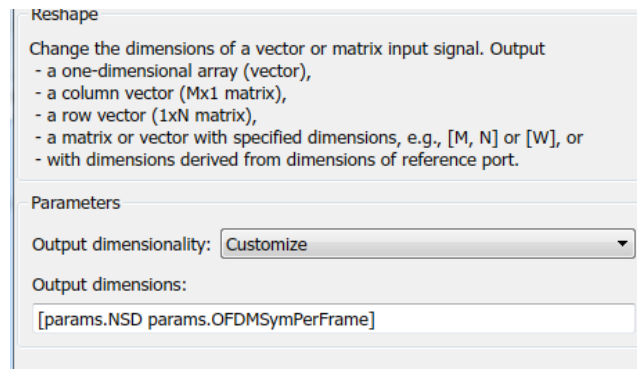 Reshape
Change the dimensions of a vector or matrix input signal. Output
- a one-dimensional array (vector),
- a column vector (Mx1 matrix),
- a row vector (1xN matrix),
- a matrix or vector with specified dimensions, e.g., [M, N] or [W], or
- with dimensions derived from dimensions of reference port.
Parameters
Output dimensionality: Customize
Output dimensions:
[params.NSD params.OFDMSymPerFrame]